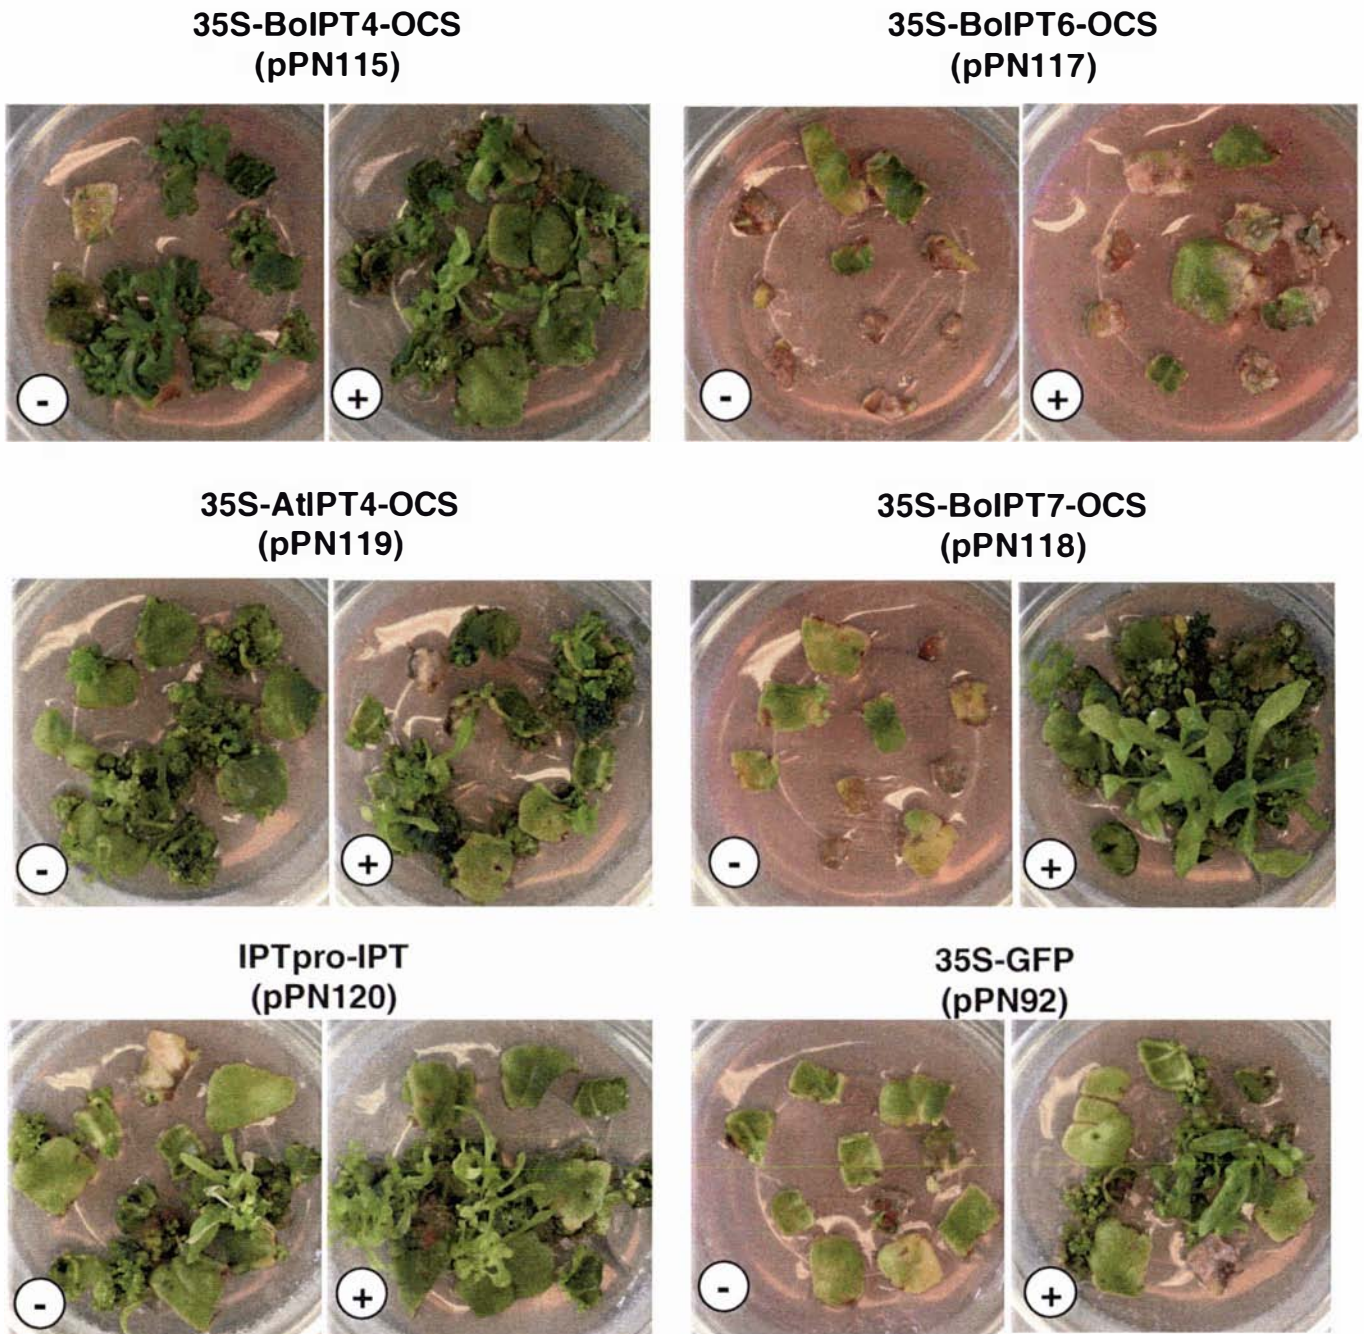 35S-BoIPT4-OCS
(pPN115)
35S-BoIPT6-OCS
(pPN117)
-
+
-
+
35S-AtIPT4-OCS
(pPN119)
35S-BoIPT7-OCS
(pPN118)
-
+
-
+
IPTpro-IPT
(pPN120)
35S-GFP
(pPN92)
-
+
-
+